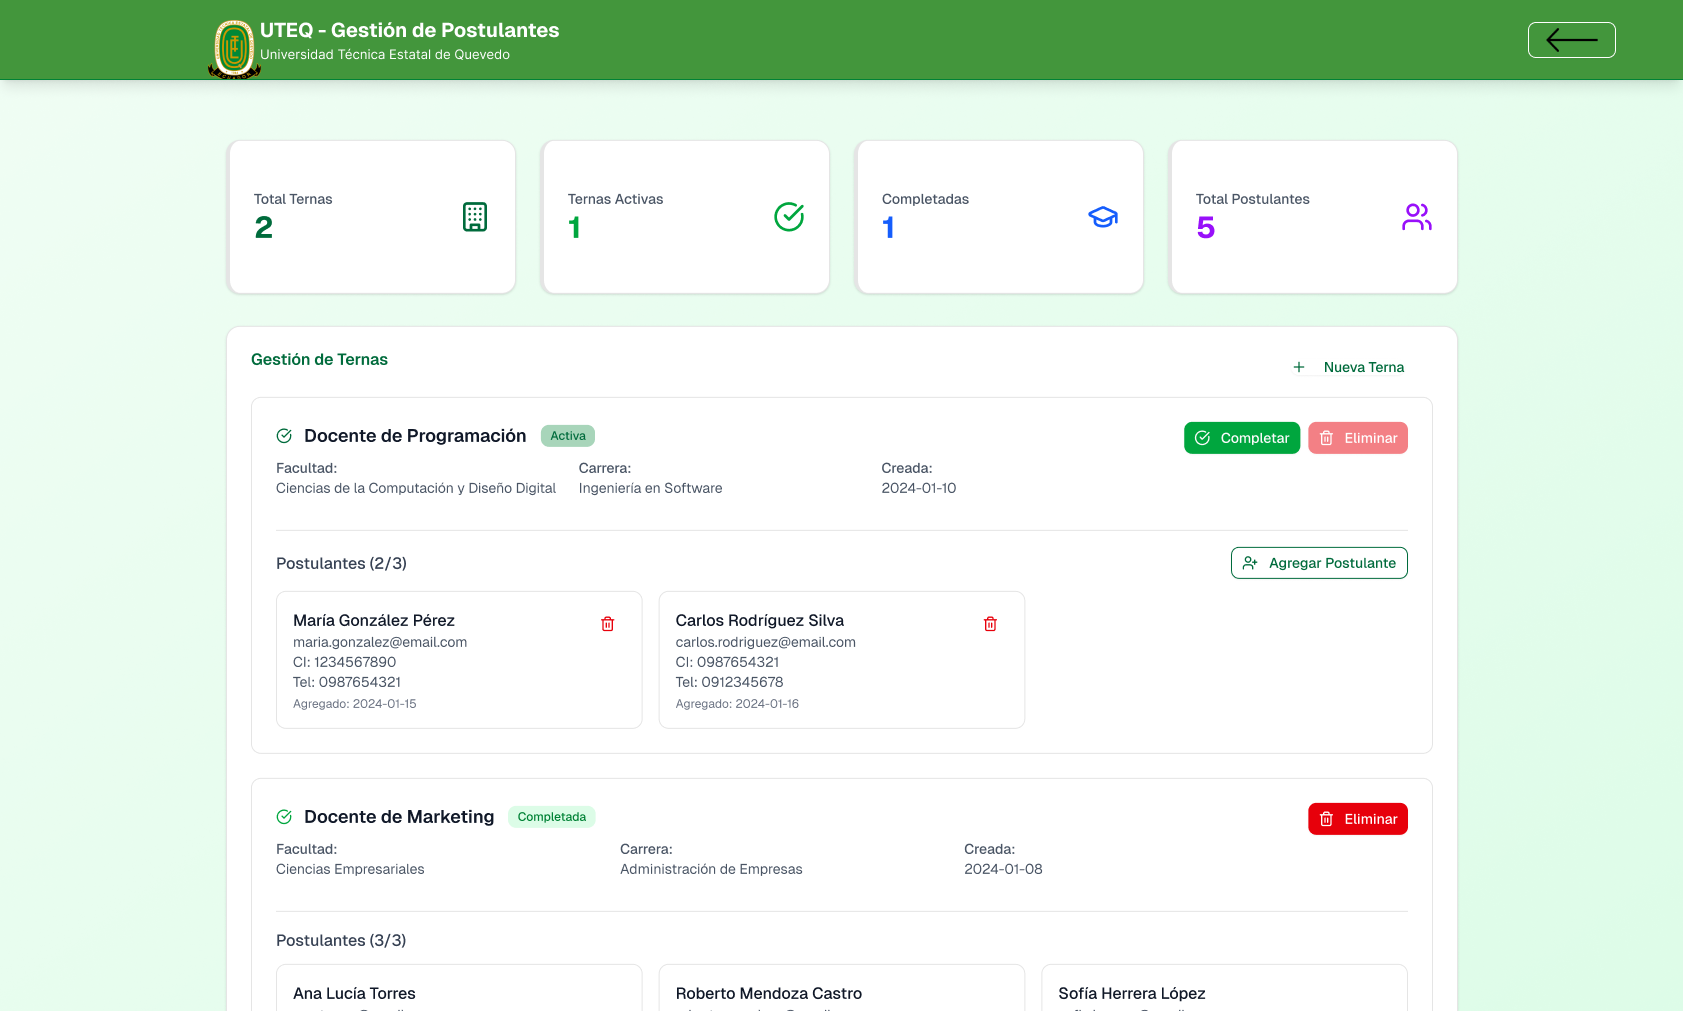 UTEQ - Gestión de Postulantes
Universidad Técnica Estatal de Quevedo
Total Ternas
2
Ternas Activas
1
Completadas
1
Total Postulantes
5
Gestión de Ternas
+ Nueva Terna
Docente de Programación
Activa
Completar
Eliminar
Facultad:
Ciencias de la Computación y Diseño Digital
Carrera:
Ingeniería en Software
Creada:
2024-01-10
Postulantes (2/3)
Agregar Postulante
María González Pérez
maria.gonzalez@email.com
CI: 1234567890
Tel: 0987654321
Agregado: 2024-01-15
Carlos Rodríguez Silva
carlos.rodriguez@email.com
CI: 0987654321
Tel: 0912345678
Agregado: 2024-01-16
Docente de Marketing
Completada
Eliminar
Facultad:
Ciencias Empresariales
Carrera:
Administración de Empresas
Creada:
2024-01-08
Postulantes (3/3)
Ana Lucía Torres
Roberto Mendoza Castro
Sofía Herrera López